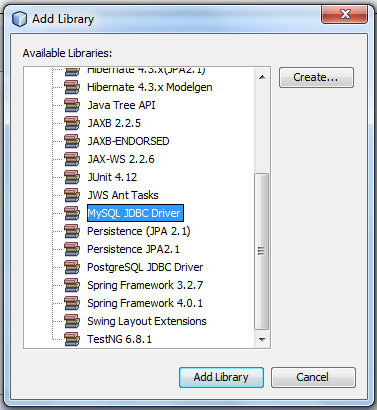 Add Library
Available Libraries:
Hibernate 4.3.x(JPA2.1)
Create...
Hibernate 4.3.x Modelgen
Java Tree API
JAXB 2.2.5
JAXB-ENDORSED
JAX-WS 2.2.6
JUnit 4.12
JWS Ant Tasks
MySQL JDBC Driver
Persistence (JPA 2.1)
Persistence JPA2.1
PostgreSQL JDBC Driver
Spring Framework 3.2.7
Spring Framework 4.0.1
Swing Layout Extensions
TestNG 6.8.1
Add Library
Cancel